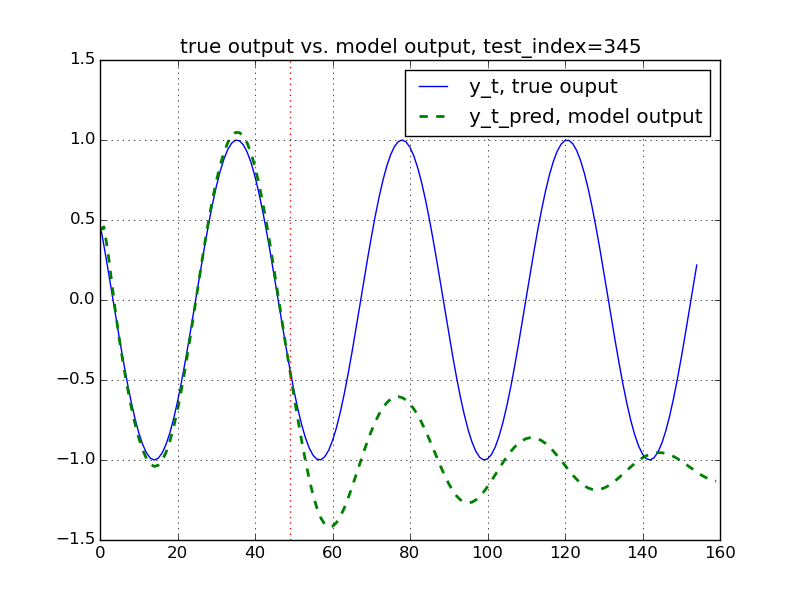 true output vs. model output, test_index=345
y_t, true ouput
y_t_pred, model output
1.5
1.0
0.5
0.0
−0.5
−1.0
−1.5
0 20 40 60 80 100 120 140 160